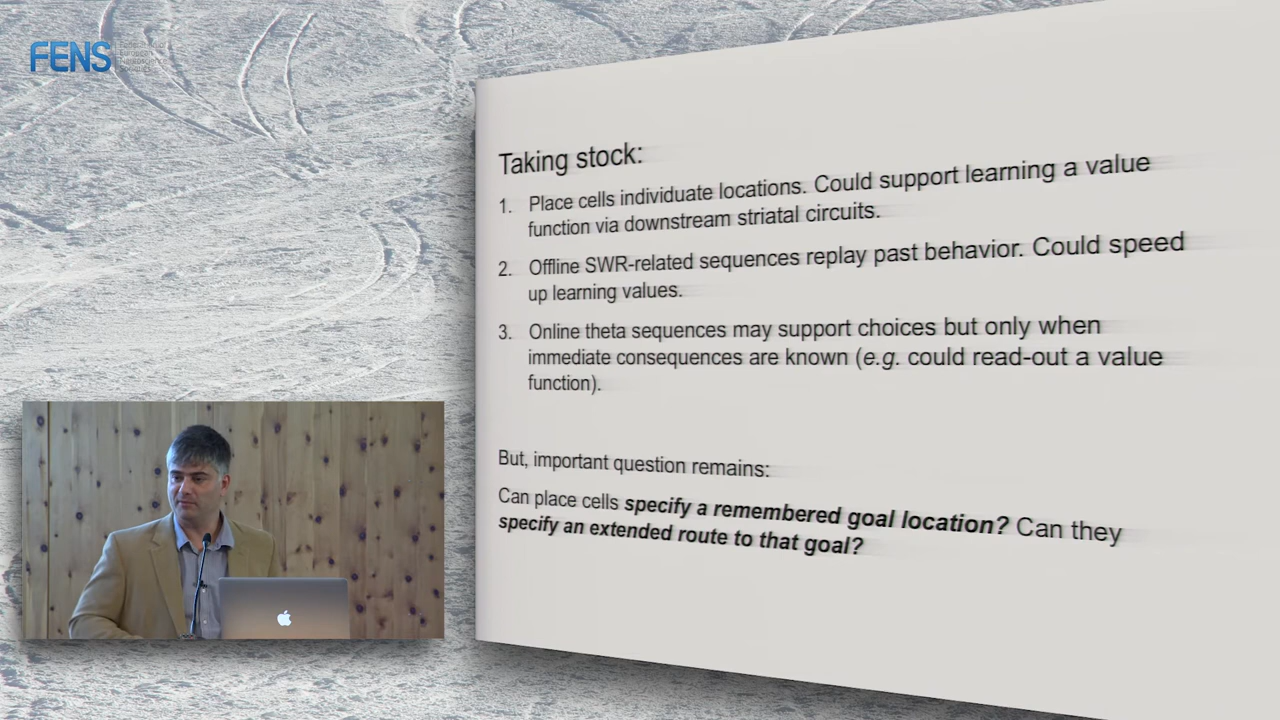 FENS
Taking stock:
1. Place cells individuate locations. Could support learning a value
function via downstream striatal circuits.
2. Offline SWR-related sequences replay past behavior. Could speed
up learning values.
3. Online theta sequences may support choices but only when
immediate consequences are known (e.g. could read-out a value
function).
But, important question remains:
Can place cells specify a remembered goal location? Can they
specify an extended route to that goal?